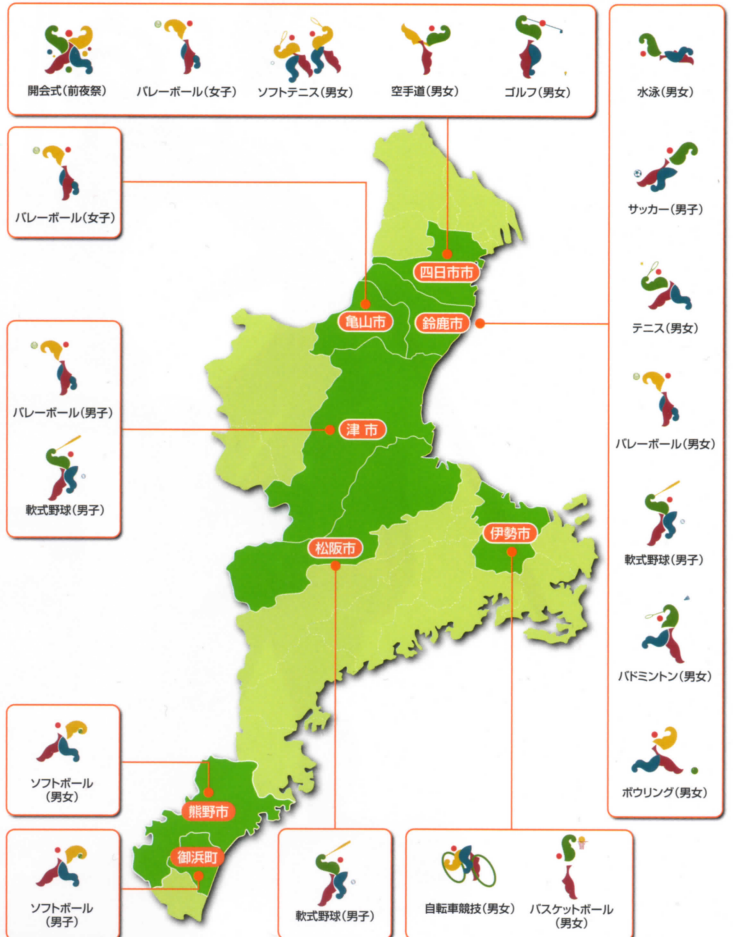 開会式(前夜祭)
バレーボール(女子)
ソフトテニス(男女)
空手道(男女)
ゴルフ(男女)
水泳(男女)
サッカー(男子)
テニス(男女)
バレーボール(男女)
軟式野球(男子)
バドミントン(男女)
ボウリング(男女)
バレーボール(女子)
バレーボール(男子)
軟式野球(男子)
四日市市
亀山市
鈴鹿市
津市
松阪市
伊勢市
熊野市
御浜町
ソフトボール
(男女)
ソフトボール
(男子)
軟式野球(男子)
自転車競技(男女)
バスケットボール
(男女)